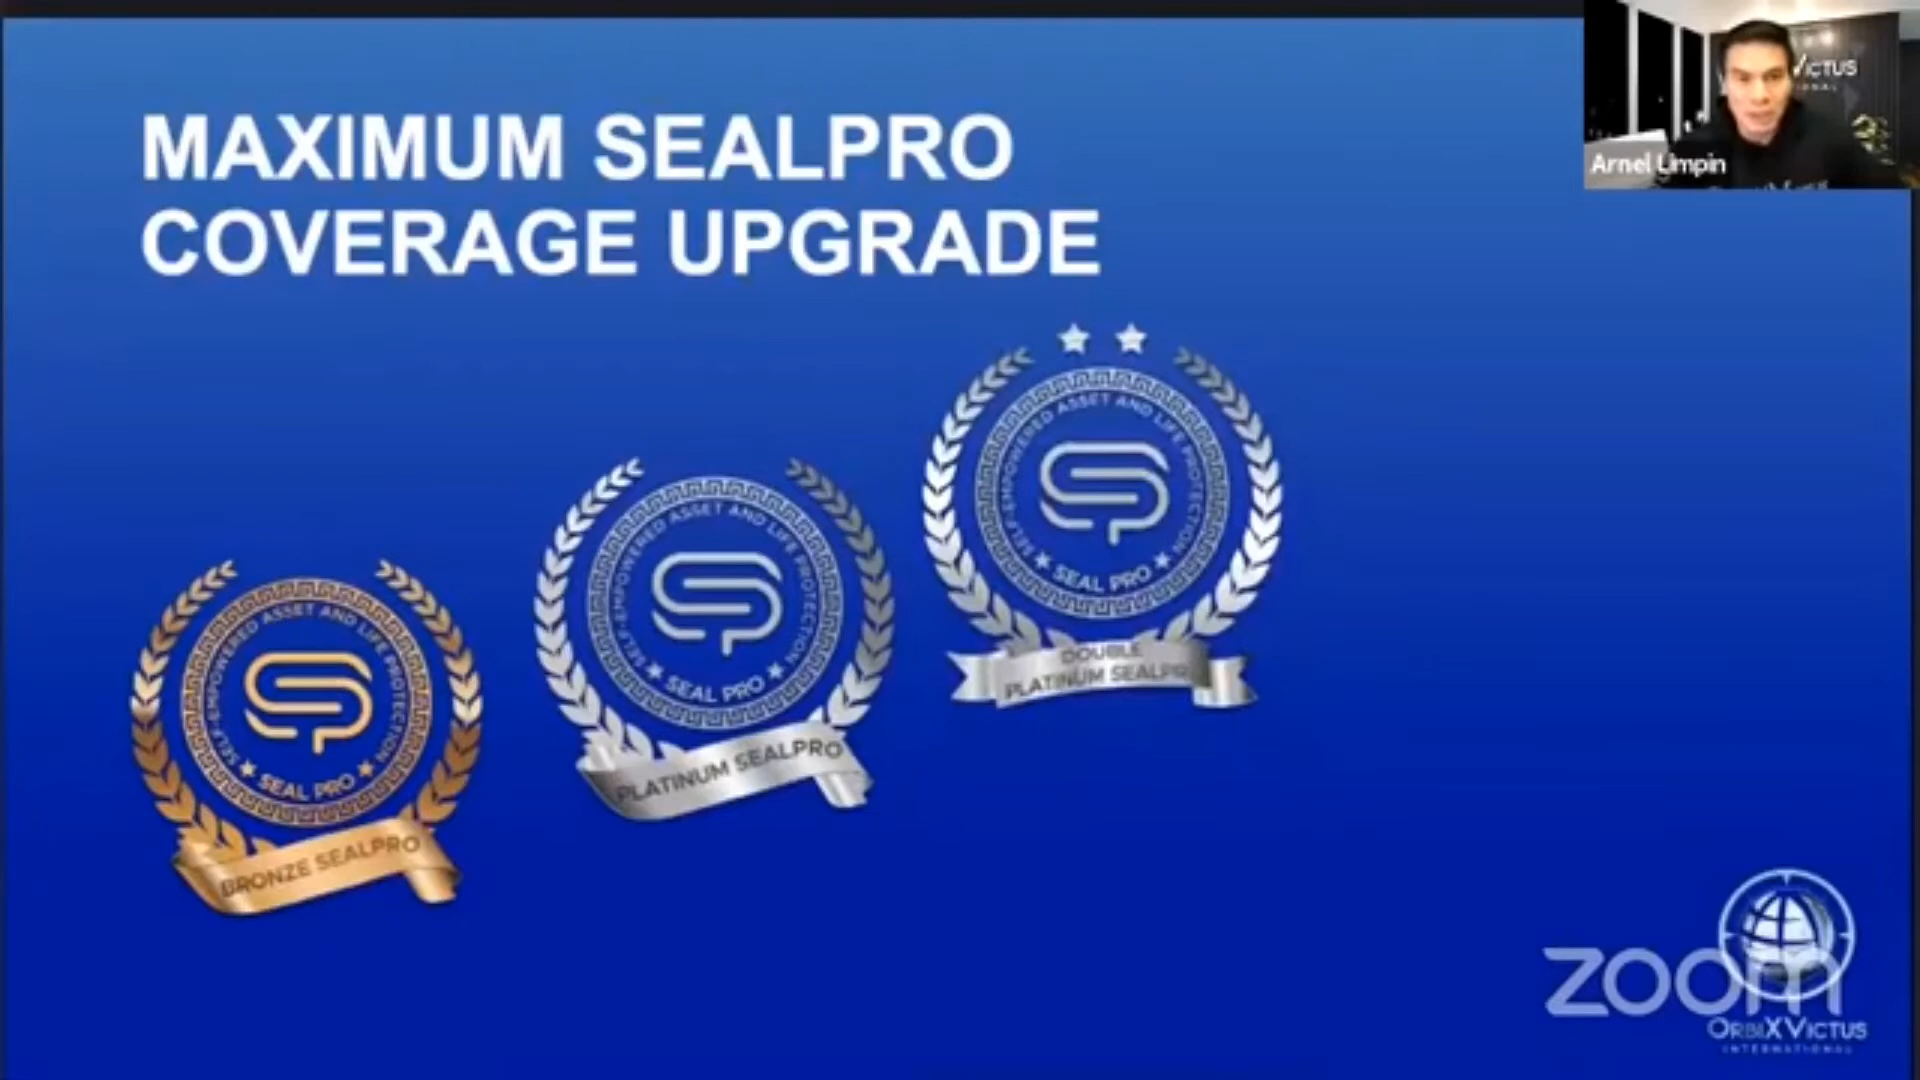 MAXIMUM SEALPRO
COVERAGE UPGRADE
VICTUS
Arnel Limpin
SELF-EMPOWERED ASSET AND LIFE PROTECTION
SEAL PRO
BRONZE SEALPRO
SELF-EMPOWERED ASSET AND LIFE PROTECTION
SEAL PRO
PLATINUM SEALPRO
SELF-EMPOWERED ASSET AND LIFE PROTECTION
SEAL PRO
DOUBLE
PLATINUM SEALPRO
zoom
ORBIXVICTUS
INTERNATIONAL